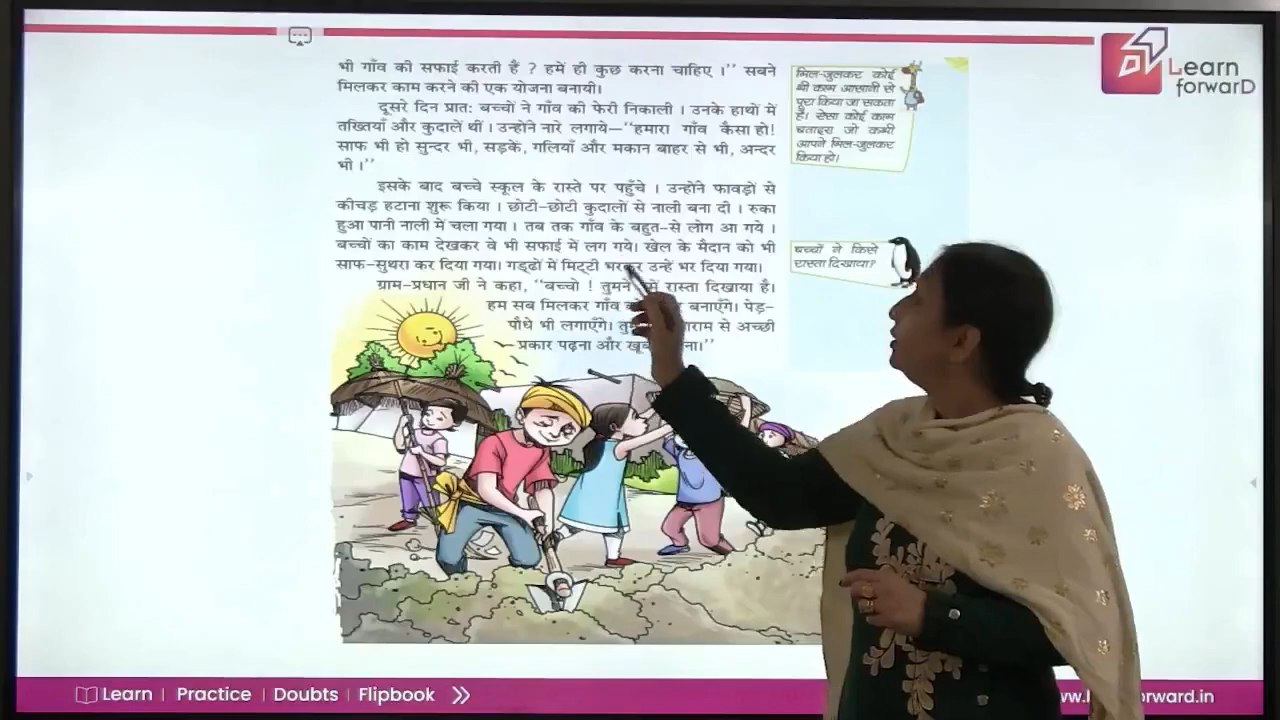 भी गाँव की सफाई करती है ? हमें ही कुछ करना चाहिए ।’’ सबने
मिलकर काम करने की एक योजना बनायी।
दूसरे दिन प्रातः बच्चों ने गाँव की फेरी निकाली । उनके हाथों में
तख्तियाँ और कुदालें थीं । उन्होंने नारे लगाये—‘‘हमारा गाँव कैसा हो!
साफ भी हो सुन्दर भी, सड़कें, गलियाँ और मकान बाहर से भी, अन्दर
भी ।’’
इसके बाद बच्चे स्कूल के रास्ते पर पहुँचे । उन्होंने फावड़ों से
कीचड़ हटाना शुरू किया । छोटी-छोटी कुदालों से नाली बना दी । रुका
हुआ पानी नाली में चला गया । तब तक गाँव के बहुत-से लोग आ गये ।
बच्चों का काम देखकर वे भी सफाई में लग गये। खेल के मैदान को भी
साफ-सुथरा कर दिया गया। गड्ढों में मिट्टी भरकर उन्हें भर दिया गया।
ग्राम-प्रधान जी ने कहा, ‘‘बच्चो ! तुमने रास्ता दिखाया है।
हम सब मिलकर गाँव बनाएँगे। पेड़-
पौधे भी लगाएँगे। से अच्छी
प्रकार पढ़ना और
मिल-जुलकर कोई
भी काम आसानी से
पूरा किया जा सकता
है। ऐसा कोई काम
बताइए जो कभी
आपने मिल-जुलकर
किया हो।
बच्चों ने किसे
रास्ता दिखाया?
Learn
forwarD
Learn | Practice | Doubts | Flipbook